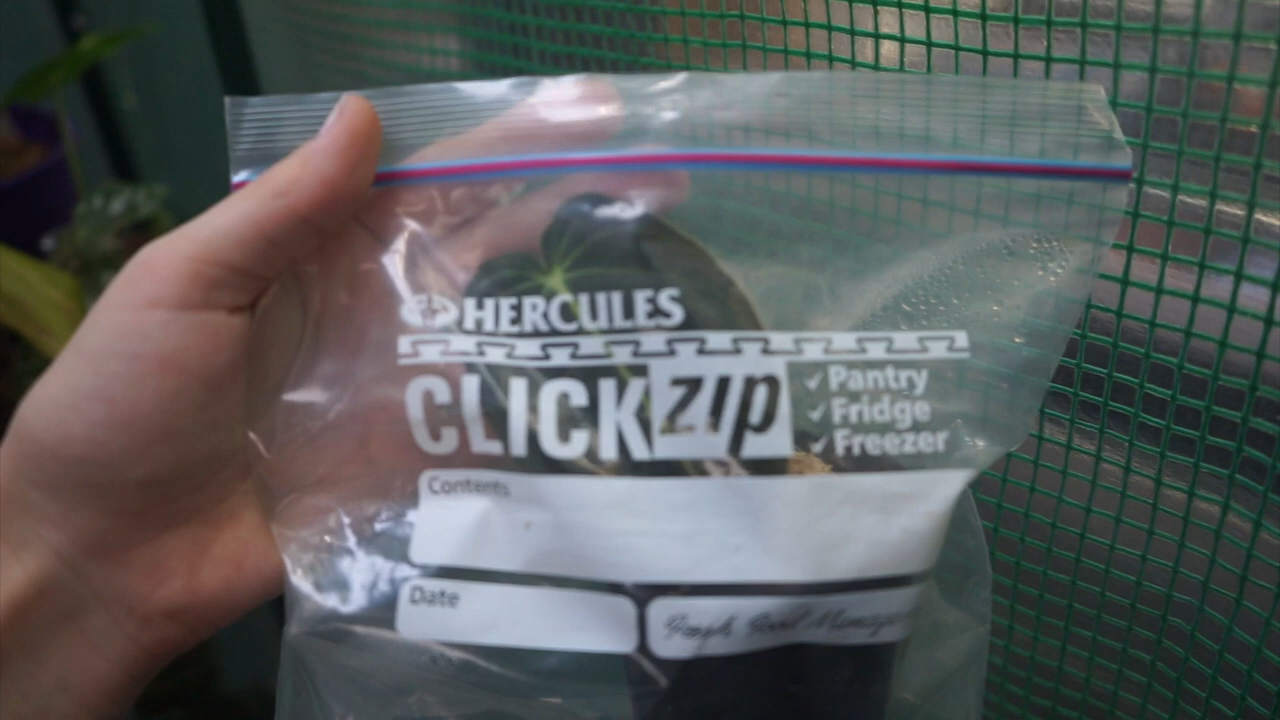 HERCULES
CLICK zip
Pantry
Fridge
Freezer
Contents
Date